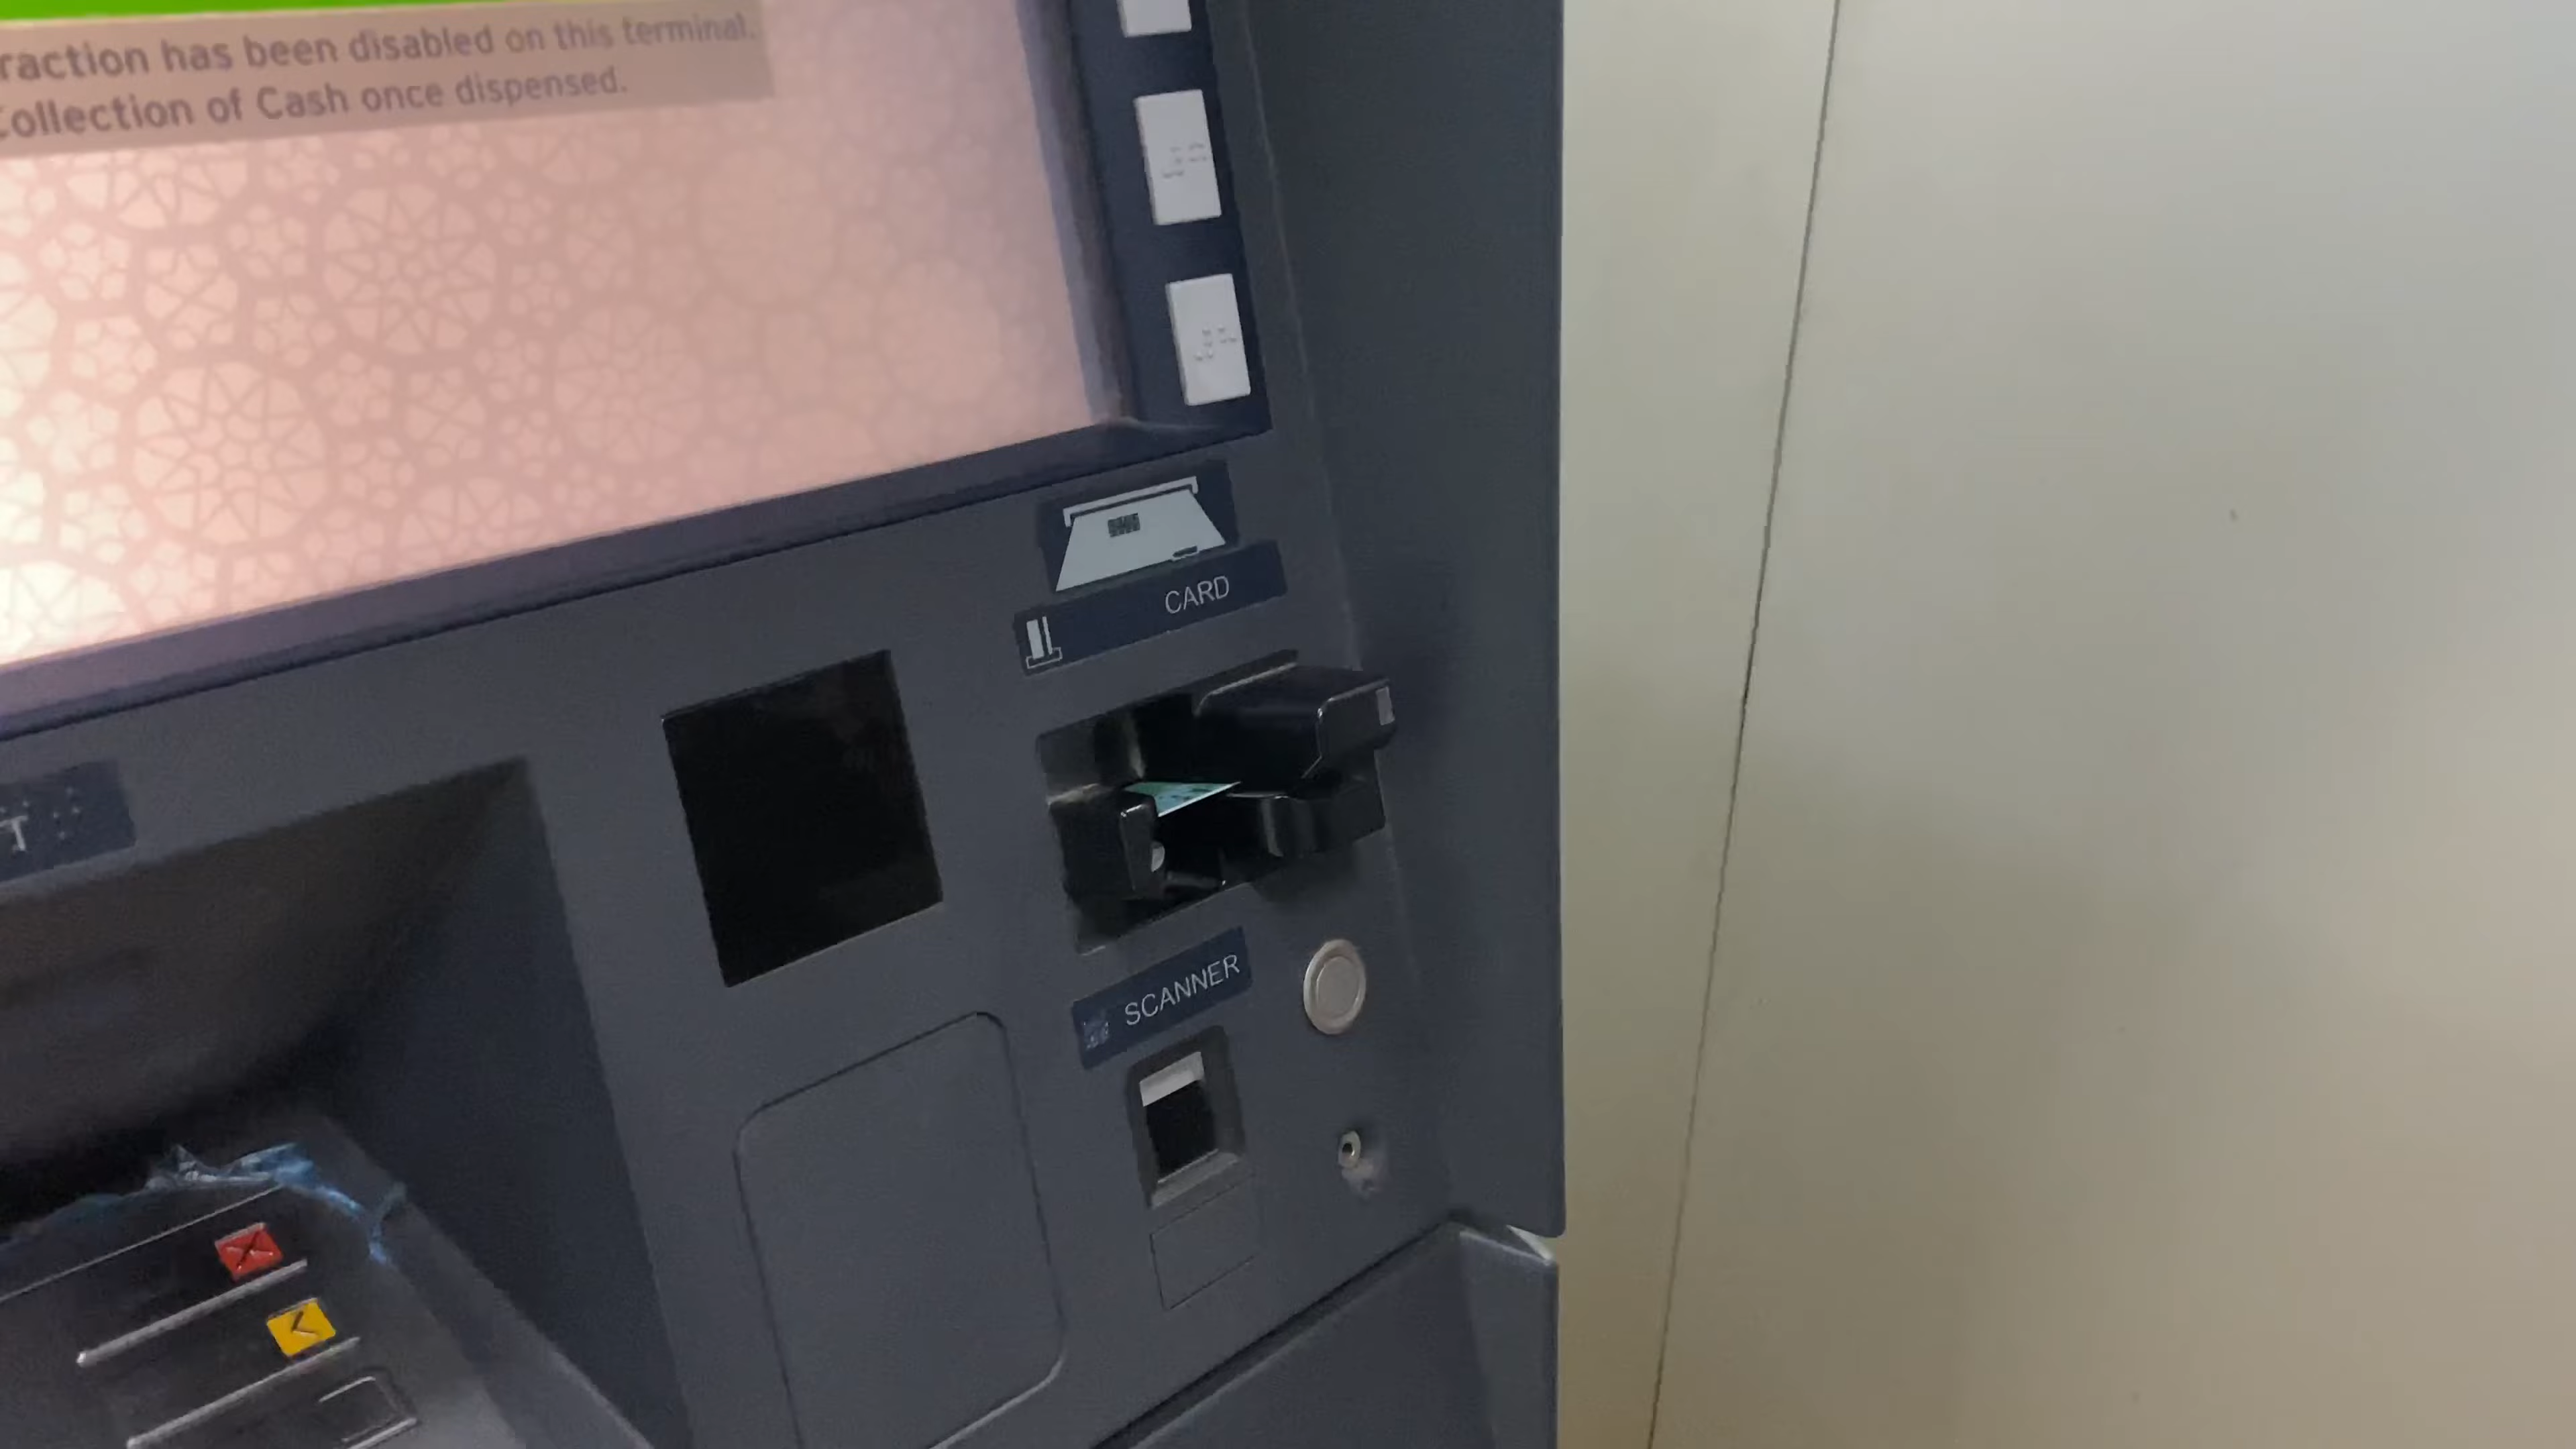 raction has been disabled on this terminal.
Collection of Cash once dispensed.
CARD
T
SCANNER